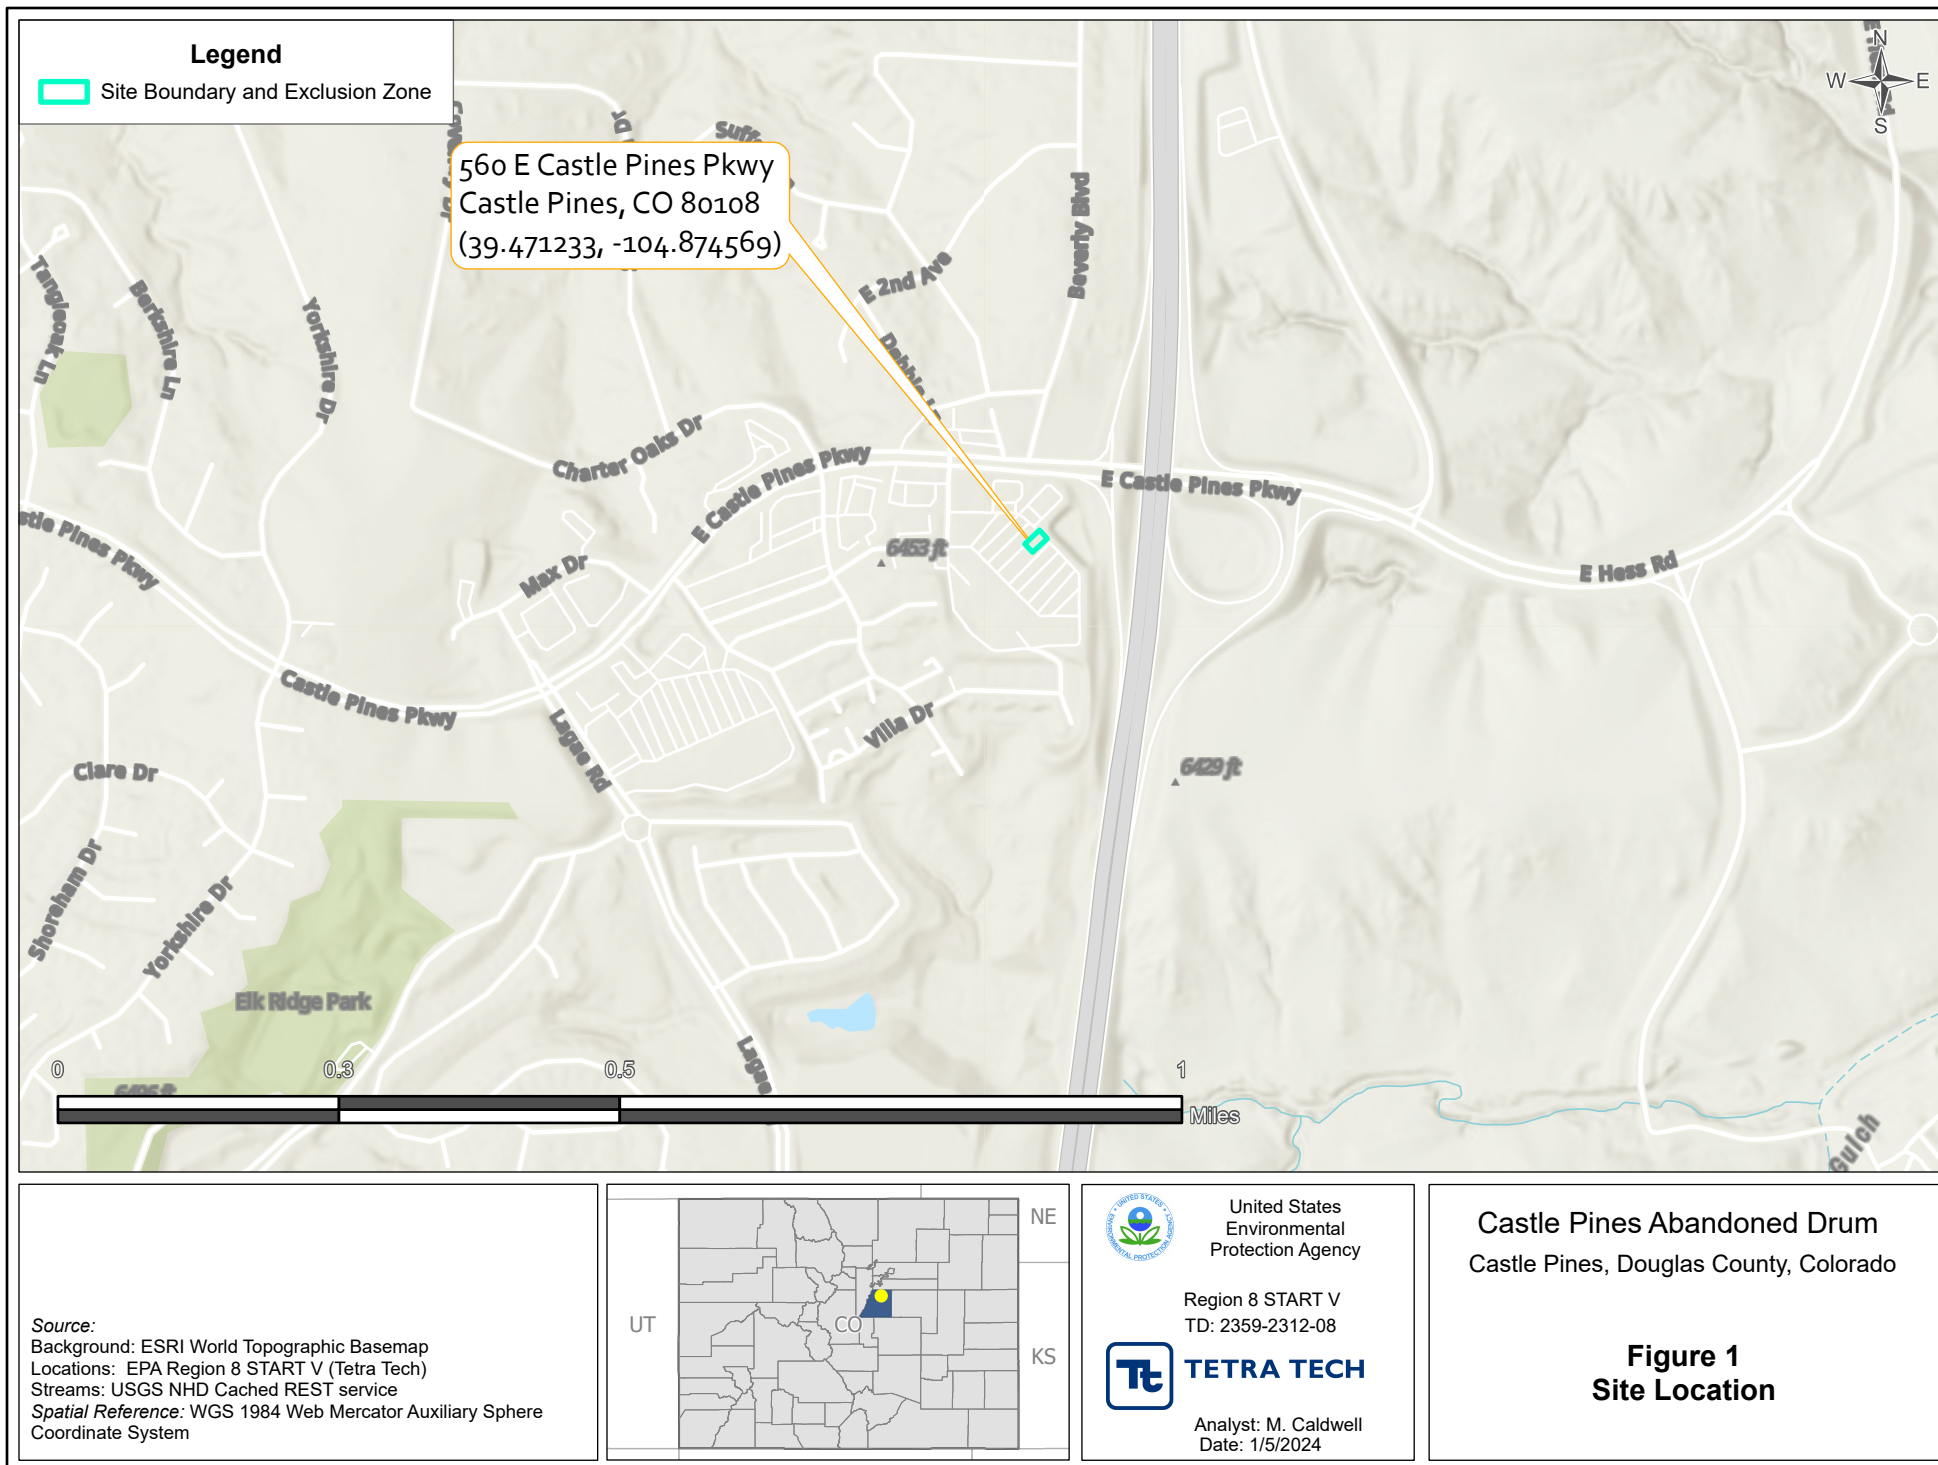 Legend
Site Boundary and Exclusion Zone
N
W E
S
560 E Castle Pines Pkwy
Castle Pines, CO 80108
(39.471233, -104.874569)
E 2nd Ave
Beverly Blvd
Tangleoak Ln
Berkshire Ln
Yorkshire Dr
Charter Oaks Dr
E Castle Pines Pkwy
E Castle Pines Pkwy
Pines Pkwy
Max Dr
6453 ft
E Hess Rd
Castle Pines Pkwy
Lagae Rd
Villa Dr
6429 ft
Clare Dr
Shoreham Dr
Yorkshire Dr
Elk Ridge Park
Lagae
Gulch
0 0.3 0.5 1
Miles
Source:
Background: ESRI World Topographic Basemap
Locations: EPA Region 8 START V (Tetra Tech)
Streams: USGS NHD Cached REST service
Spatial Reference: WGS 1984 Web Mercator Auxiliary Sphere
Coordinate System
NE
UT
CO
KS
UNITED STATES
ENVIRONMENTAL PROTECTION AGENCY
United States
Environmental
Protection Agency
Region 8 START V
TD: 2359-2312-08
Tt
TETRA TECH
Analyst: M. Caldwell
Date: 1/5/2024
Castle Pines Abandoned Drum
Castle Pines, Douglas County, Colorado
Figure 1
Site Location